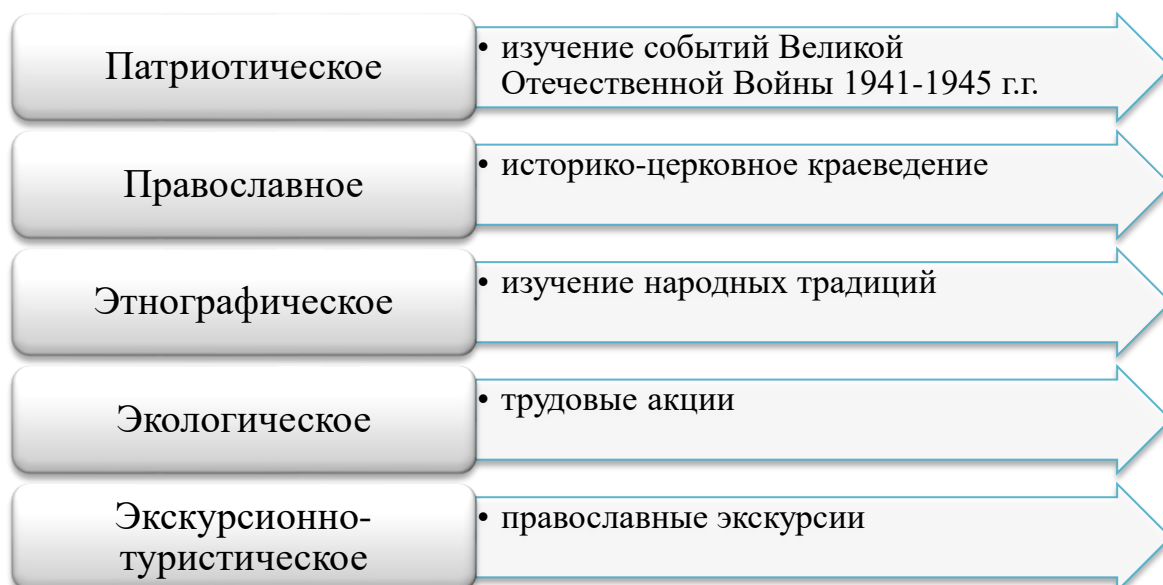 Патриотическое
• изучение событий Великой
Отечественной Войны 1941-1945 г.г.
Православное
• историко-церковное краеведение
Этнографическое
• изучение народных традиций
Экологическое
• трудовые акции
Экскурсионно-
туристическое
• православные экскурсии